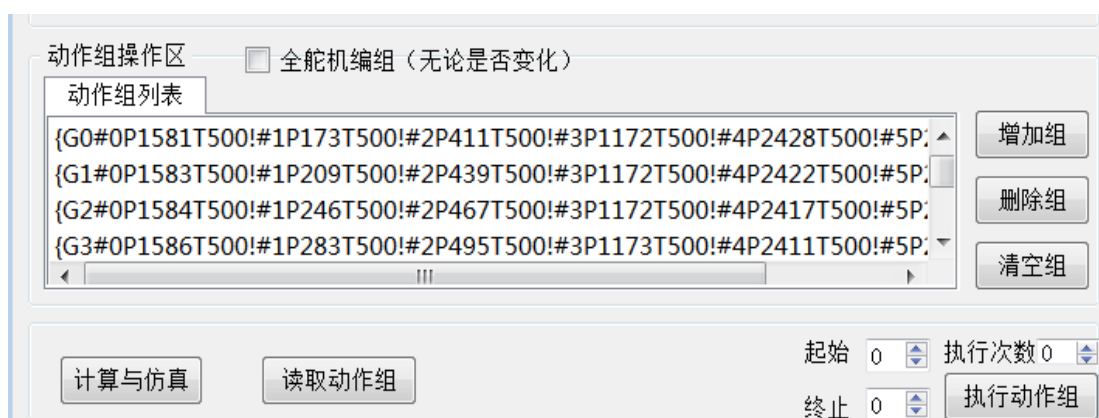 动作组操作区
全舵机编组（无论是否变化）
动作组列表
{G0#0P1581T500!#1P173T500!#2P411T500!#3P1172T500!#4P2428T500!#5P
{G1#0P1583T500!#1P209T500!#2P439T500!#3P1172T500!#4P2422T500!#5P
{G2#0P1584T500!#1P246T500!#2P467T500!#3P1172T500!#4P2417T500!#5P
{G3#0P1586T500!#1P283T500!#2P495T500!#3P1173T500!#4P2411T500!#5P
增加组
删除组
清空组
计算与仿真
读取动作组
起始 0
执行次数 0
终止 0
执行动作组